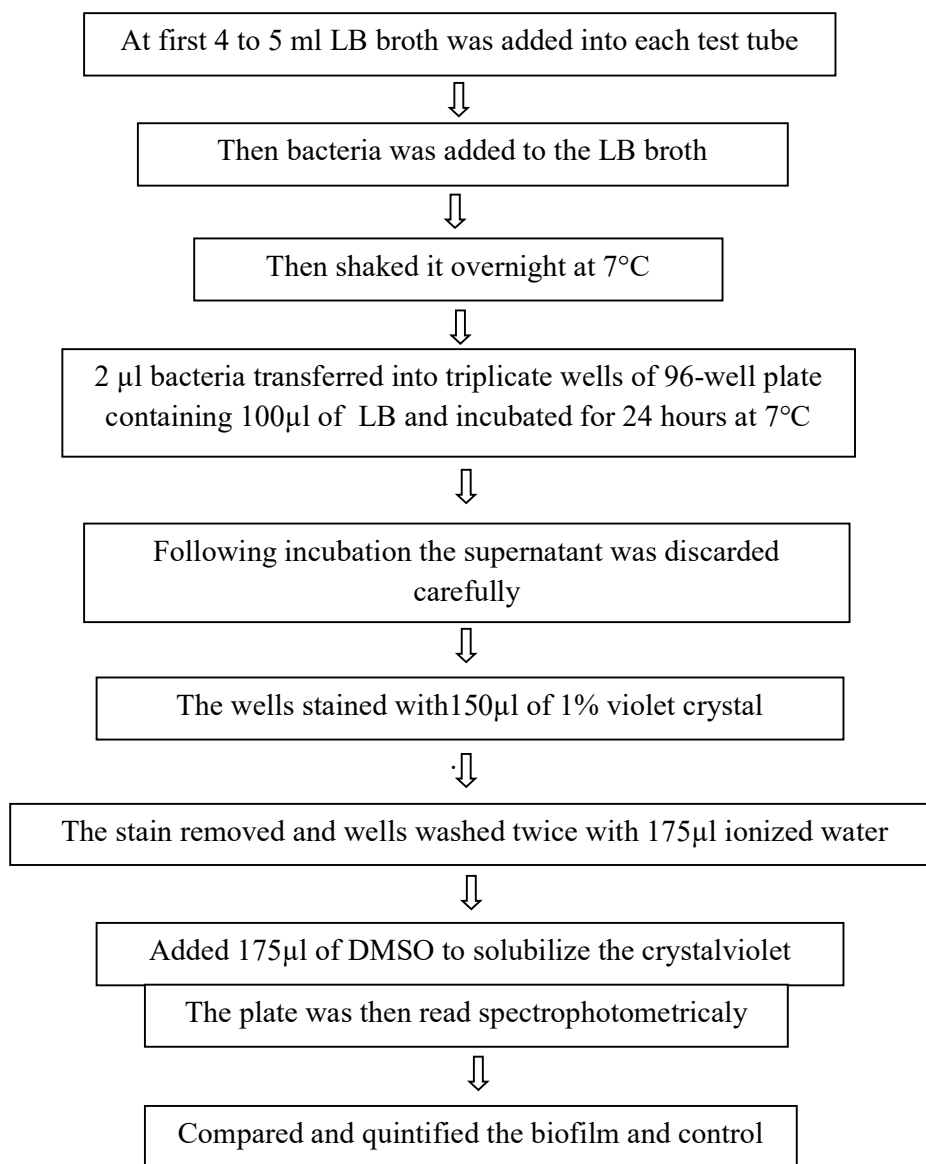 At first 4 to 5 ml LB broth was added into each test tube
Then bacteria was added to the LB broth
Then shaked it overnight at 7°C
2 µl bacteria transferred into triplicate wells of 96-well plate
containing 100µl of LB and incubated for 24 hours at 7°C
Following incubation the supernatant was discarded
carefully
The wells stained with150µl of 1% violet crystal
.
The stain removed and wells washed twice with 175µl ionized water
Added 175µl of DMSO to solubilize the crystalviolet
The plate was then read spectrophotometricaly
Compared and quintified the biofilm and control